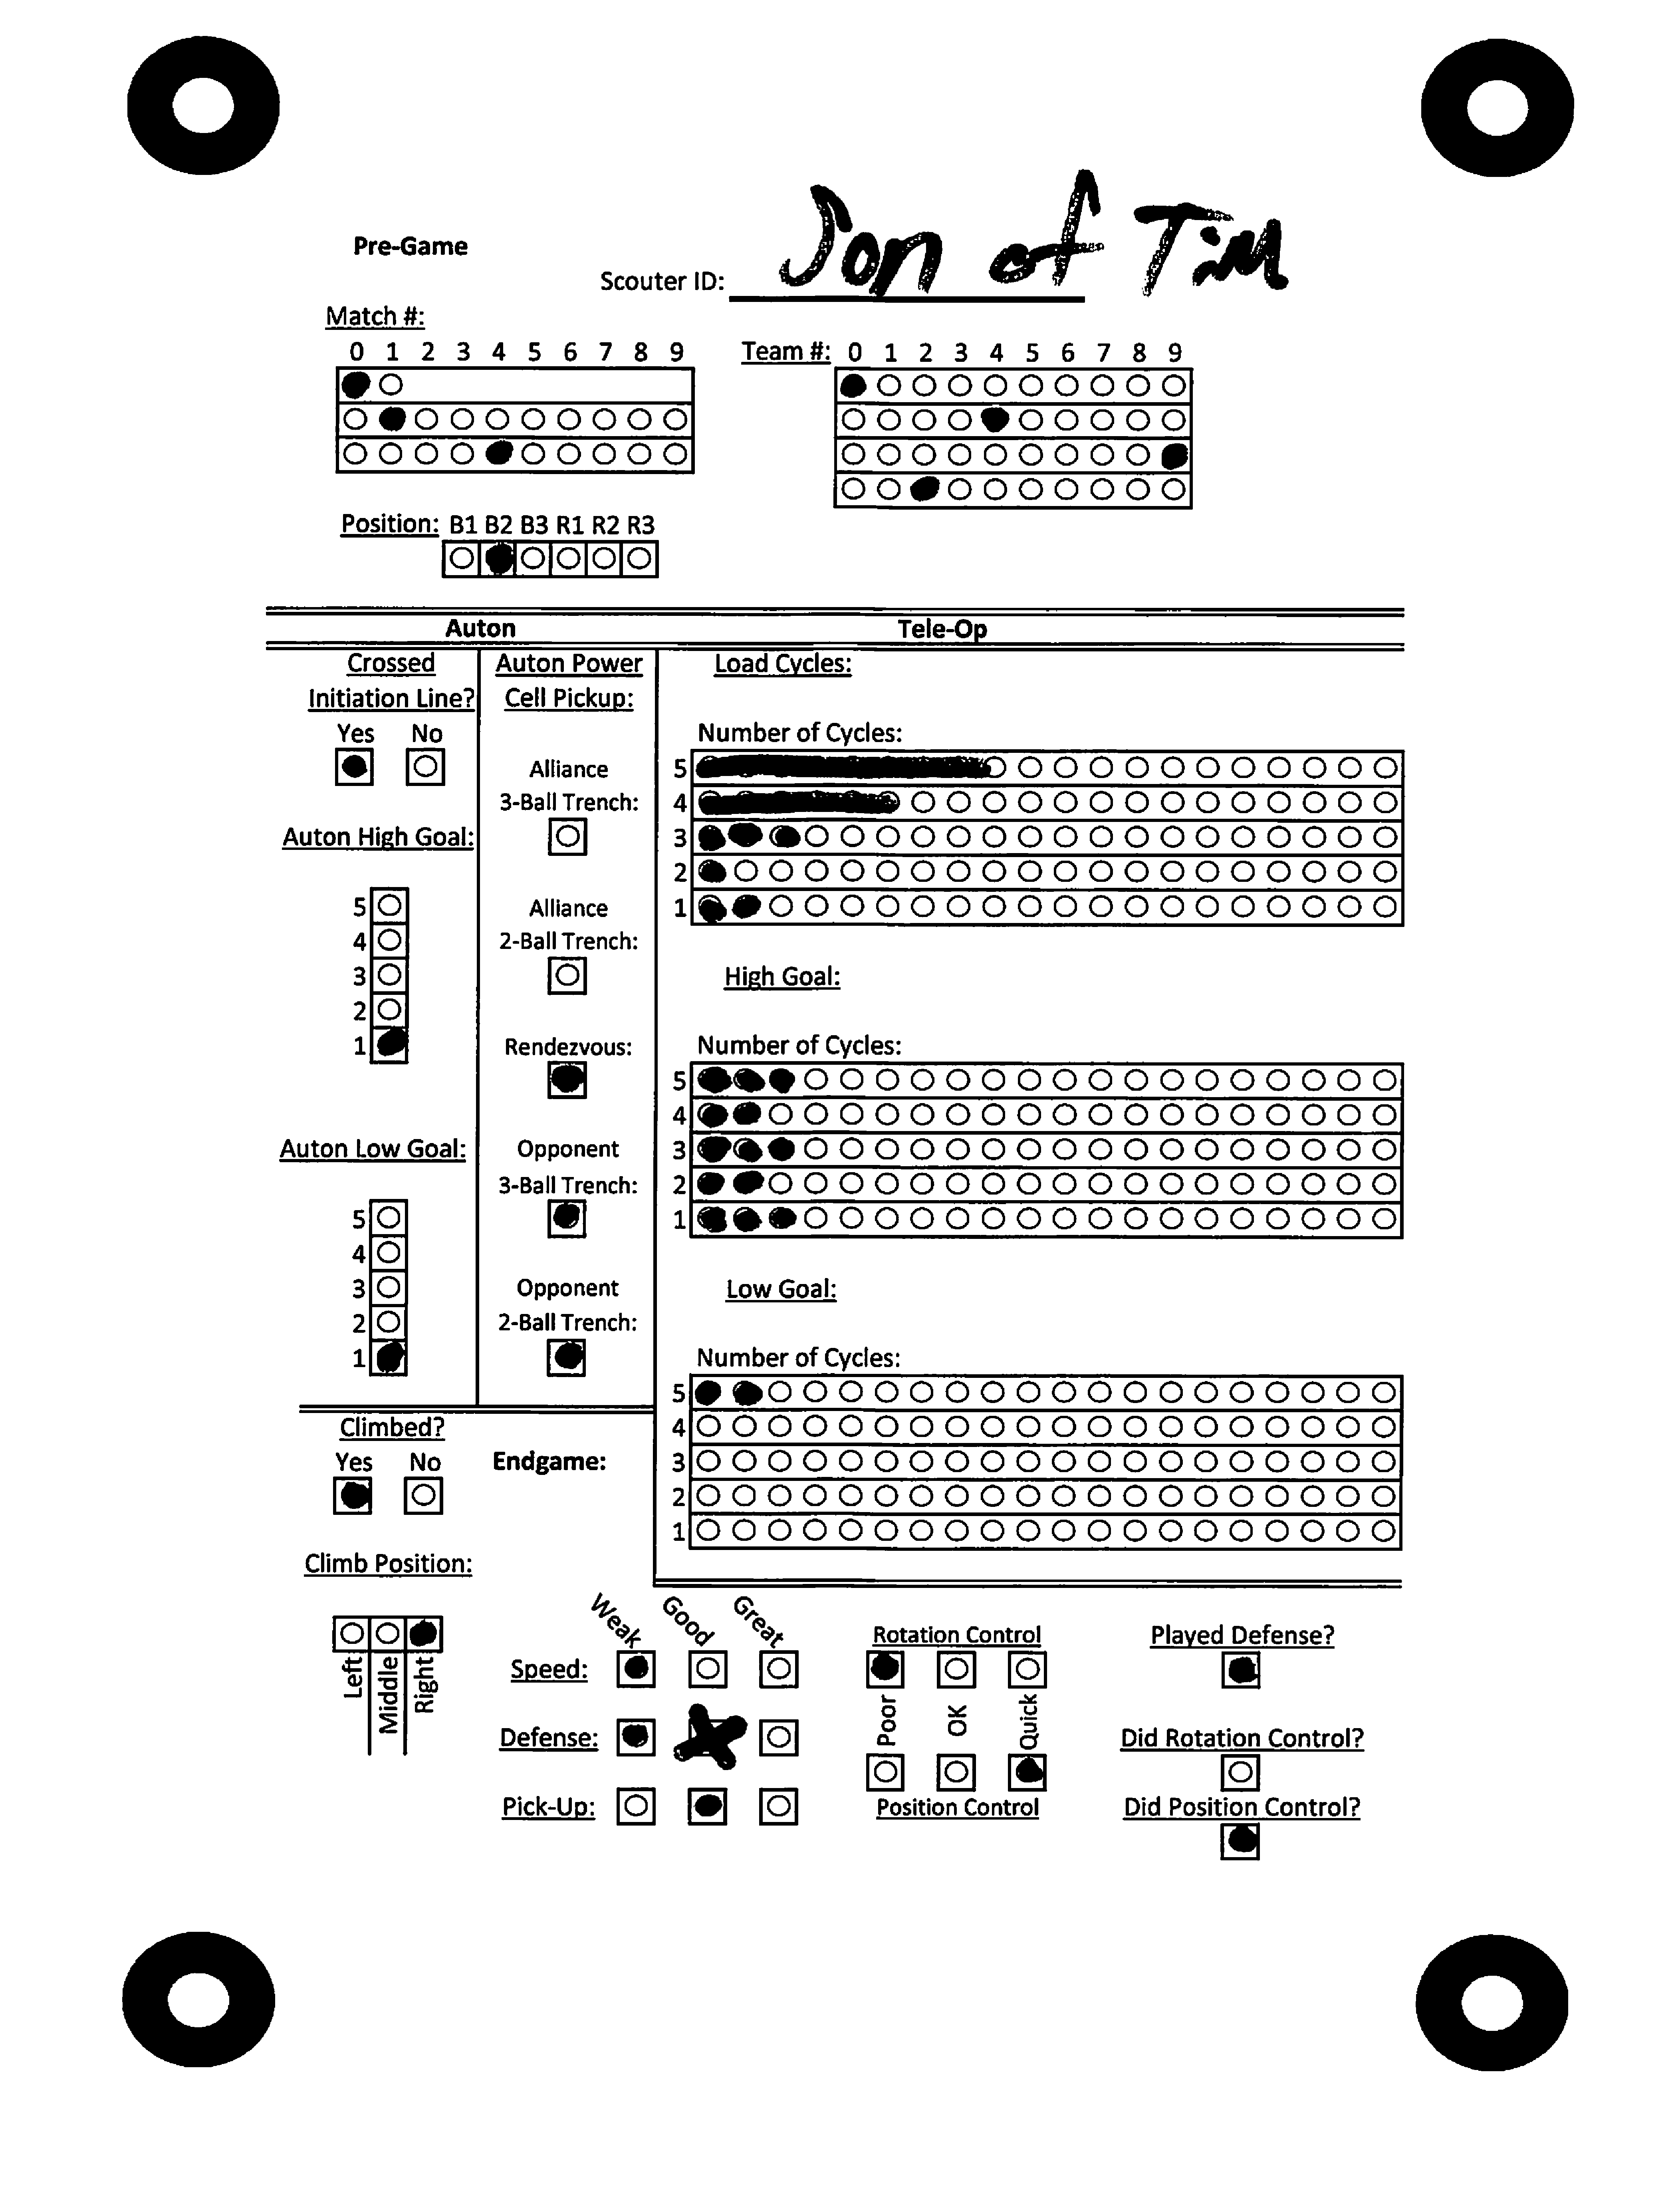 Pre-Game
Scouter ID: Son of Tim
Match #:
0 1 2 3 4 5 6 7 8 9
Team #: 0 1 2 3 4 5 6 7 8 9
Position: B1 B2 B3 R1 R2 R3
Auton
Tele-Op
Crossed
Initiation Line?
Yes No
Auton High Goal:
5
4
3
2
1
Auton Low Goal:
5
4
3
2
1
Auton Power
Cell Pickup:
Alliance
3-Ball Trench:
Alliance
2-Ball Trench:
Rendezvous:
Opponent
3-Ball Trench:
Opponent
2-Ball Trench:
Load Cycles:
Number of Cycles:
5
4
3
2
1
High Goal:
Number of Cycles:
5
4
3
2
1
Low Goal:
Number of Cycles:
5
4
3
2
1
Climbed?
Yes No
Endgame:
Climb Position:
Left
Middle
Right
Weak Good Great
Speed:
Defense:
Pick-Up:
Rotation Control
Poor OK Quick
Position Control
Played Defense?
Did Rotation Control?
Did Position Control?